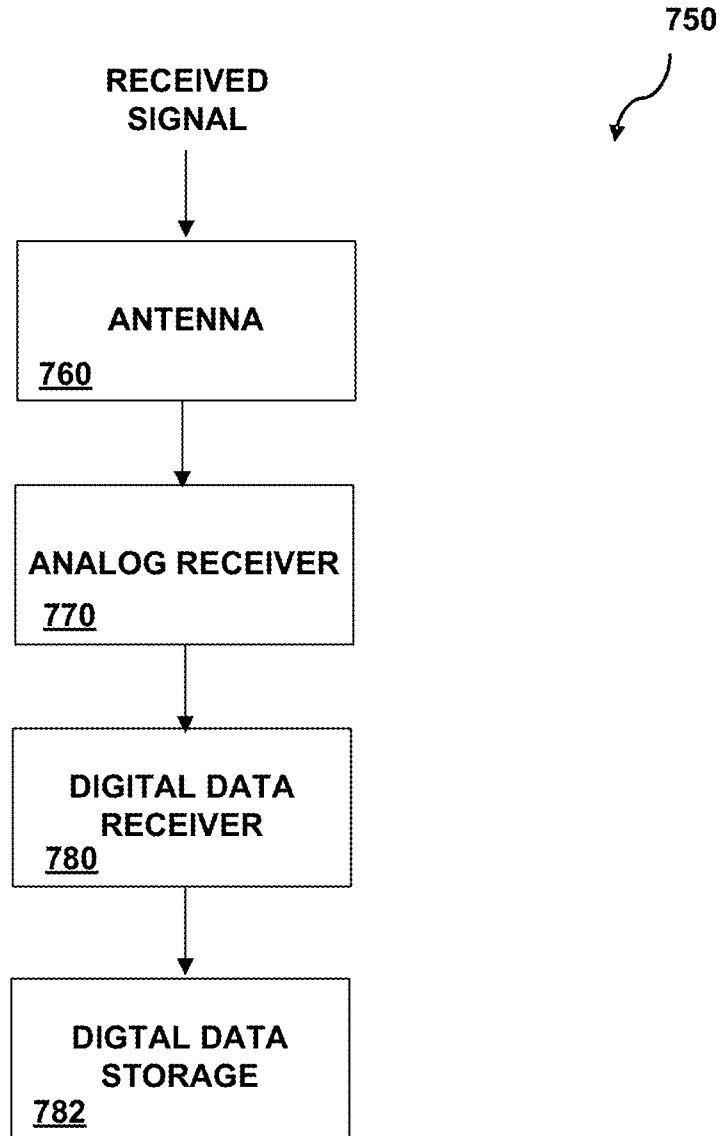 750
RECEIVED
SIGNAL
ANTENNA
760
ANALOG RECEIVER
770
DIGITAL DATA
RECEIVER
780
DIGTAL DATA
STORAGE
782